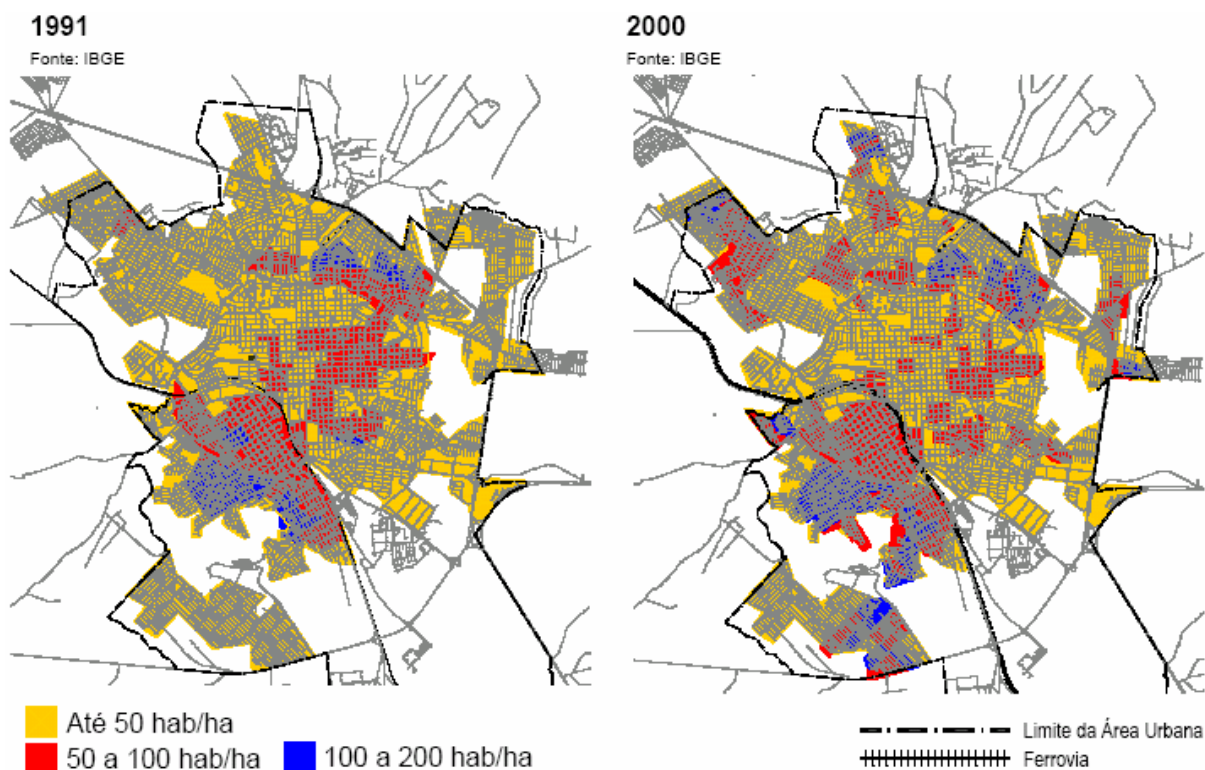 1991
Fonte: IBGE
2000
Fonte: IBGE
Até 50 hab/ha
50 a 100 hab/ha
100 a 200 hab/ha
Limite da Área Urbana
Ferrovia